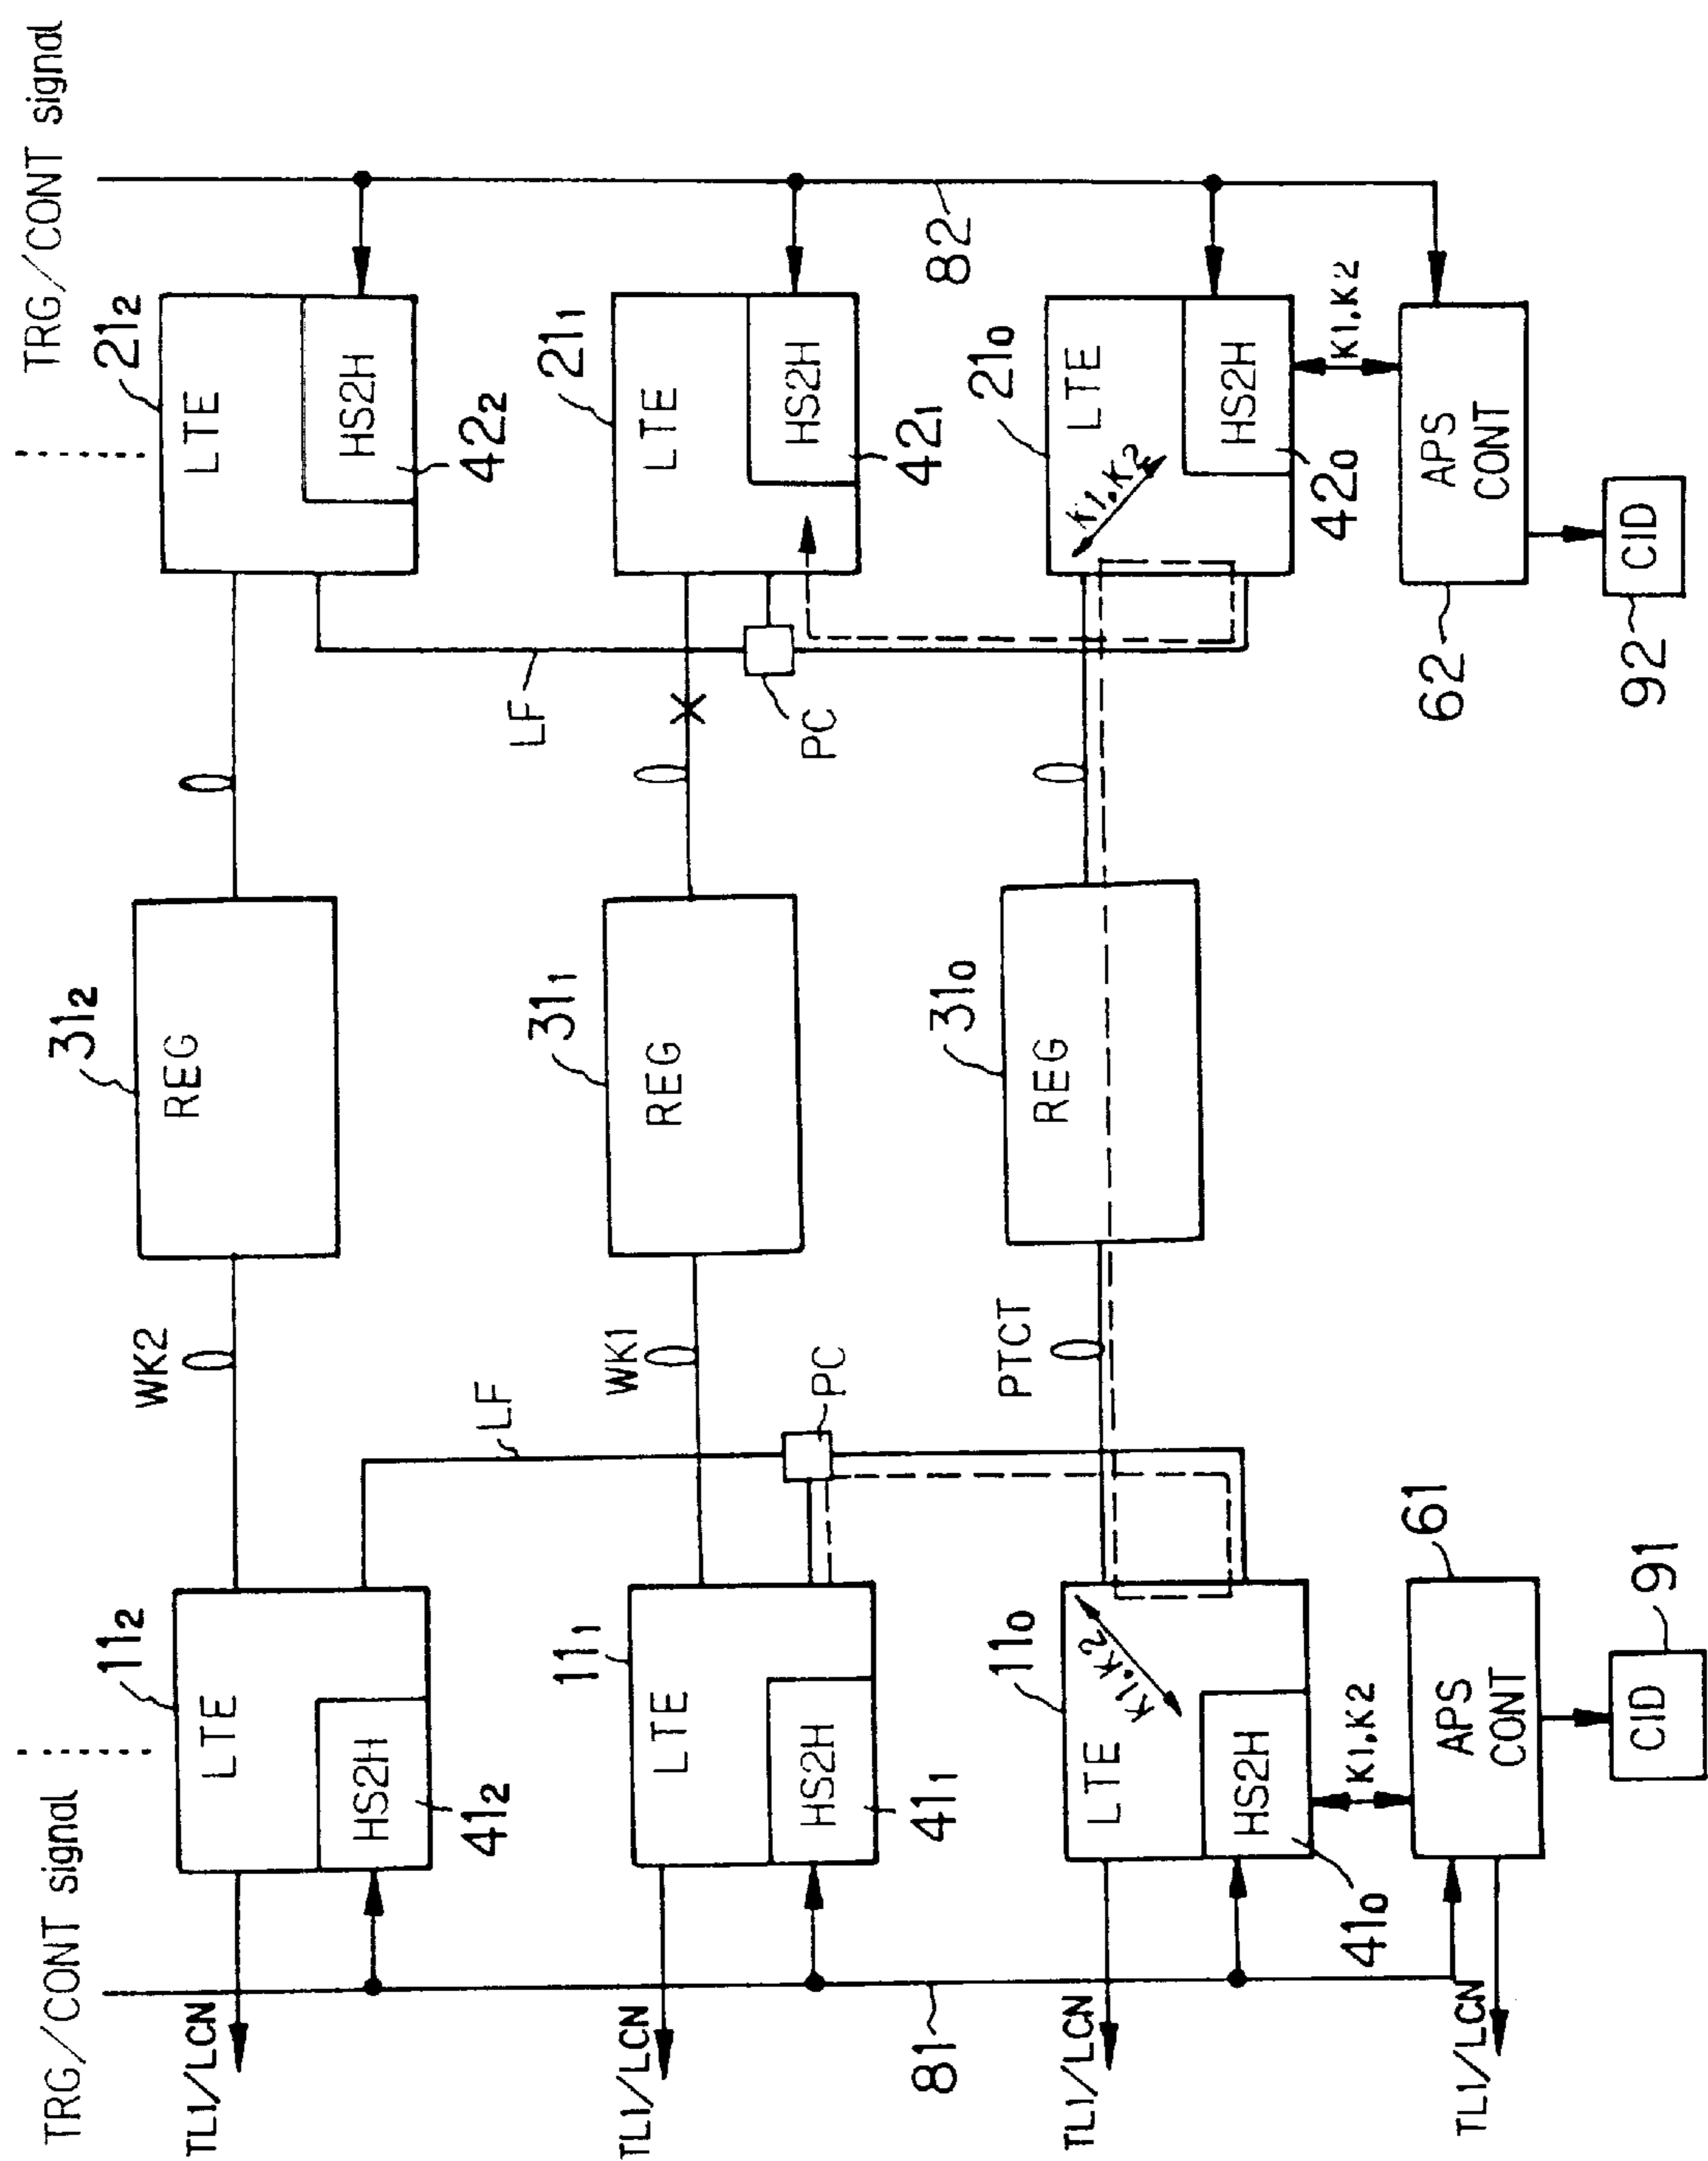 TRG/CONT signal
TRG/CONT signal
TL1/LCN
11₂
LTE
HS2H
41₂
WK2
LF
31₂
REG
LF
21₂
LTE
HS2H
42₂
TL1/LCN
11₁
LTE
HS2H
41₁
WK1
PC
31₁
REG
PC
21₁
LTE
HS2H
42₁
81
82
TL1/LCN
11₀
LTE
K1.K2
HS2H
41₀
PTCT
31₀
REG
21₀
LTE
K1.K2
HS2H
42₀
K1.K2
K1.K2
TL1/LCN
61
APS
CONT
62
APS
CONT
91
CID
92
CID